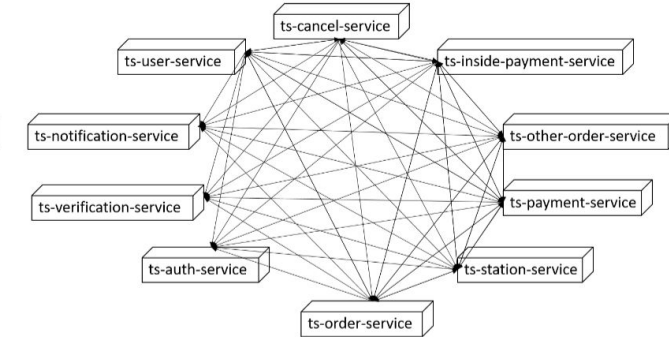 ts-cancel-service
ts-user-service
ts-inside-payment-service
ts-notification-service
ts-other-order-service
ts-verification-service
ts-payment-service
ts-auth-service
ts-station-service
ts-order-service